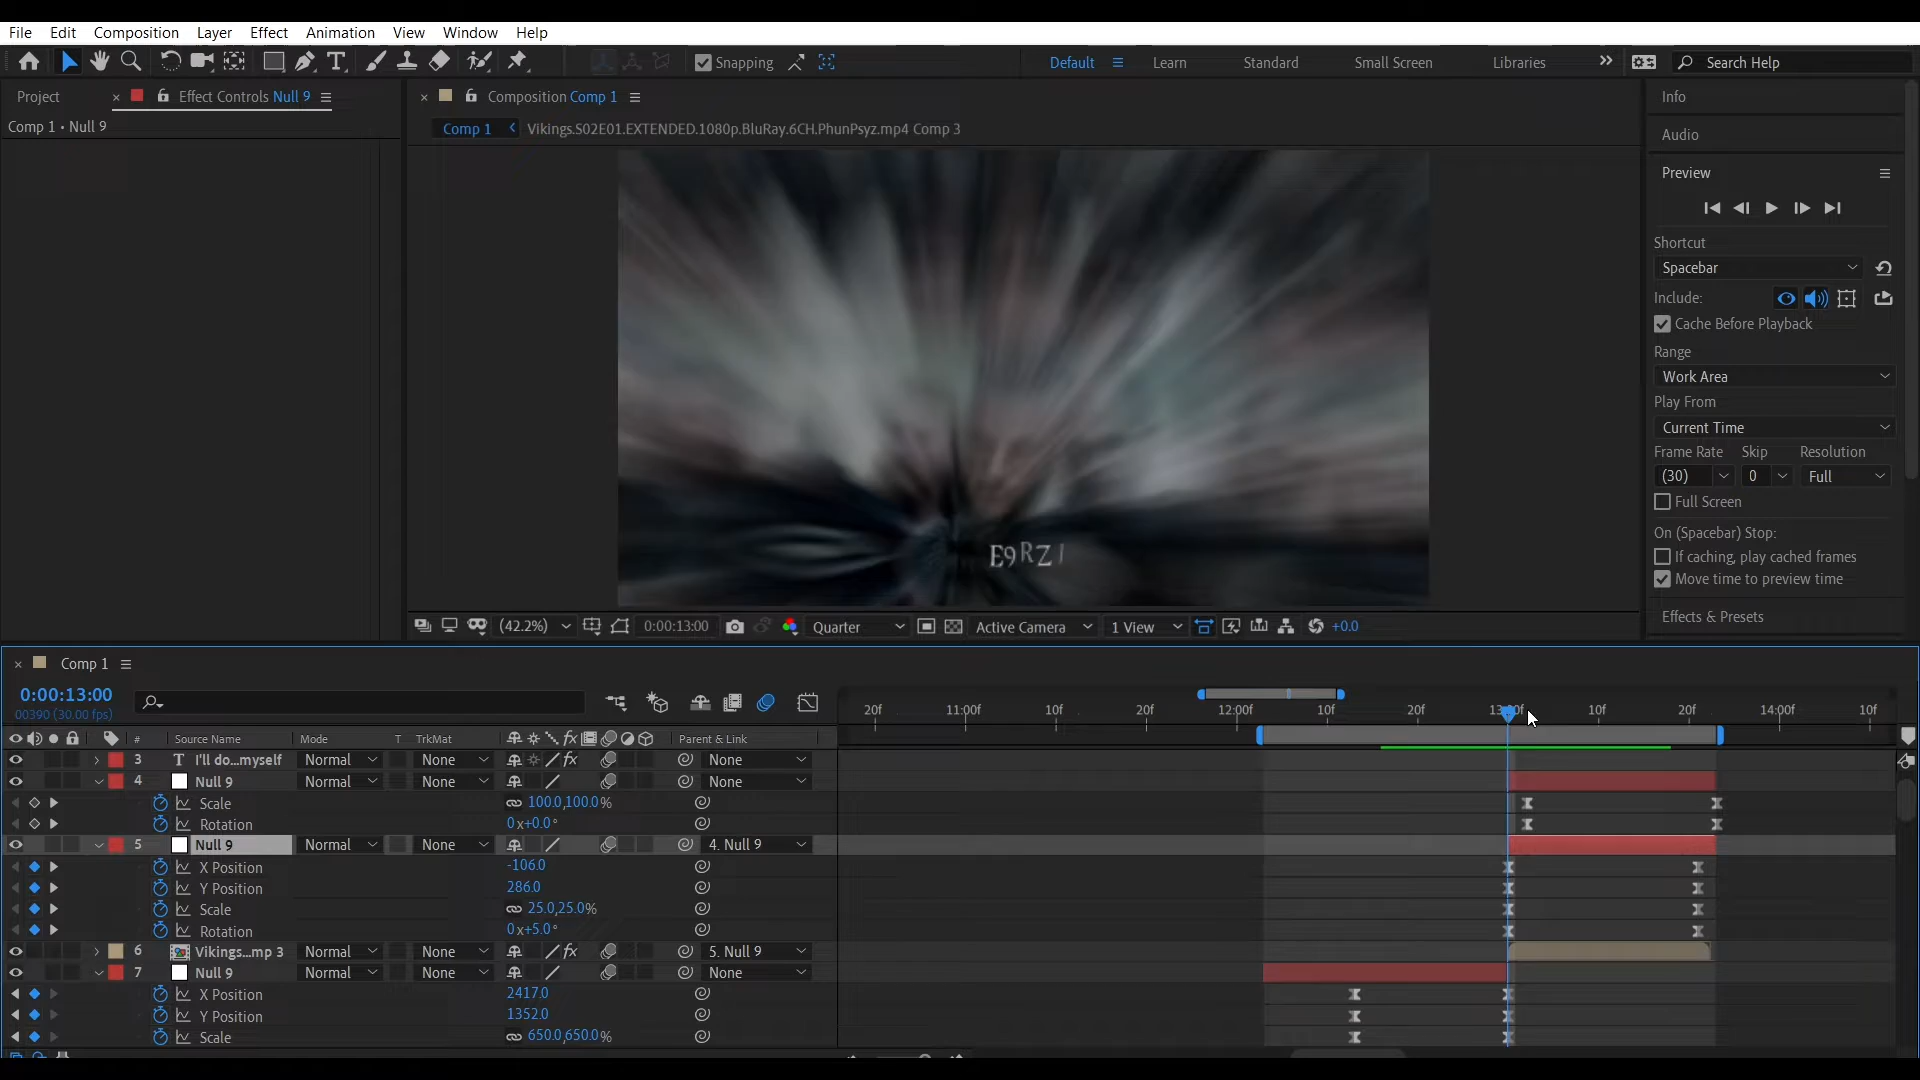 File Edit Composition Layer Effect Animation View Window Help
Snapping Default Learn Standard Small Screen Libraries Search Help
Project Effect Controls Null 9 Composition Comp 1 Info
Comp 1 • Null 9 Comp 1 Vikings.S02E01.EXTENDED.1080p.BluRay.6CH.PhunPsyz.mp4 Comp 3
Audio
Preview
Shortcut
Spacebar
Include:
Cache Before Playback
Range
Work Area
Play From
Current Time
Frame Rate Skip Resolution
(30) 0 Full
Full Screen
On (Spacebar) Stop:
If caching, play cached frames
Move time to preview time
Effects & Presets
E9RZI
(42.2%) 0:00:13:00 Quarter Active Camera 1 View +0.0
Comp 1
0:00:13:00
00390 (30.00 fps)
20f 11:00f 10f 20f 12:00f 10f 20f 13:00f 10f 20f 14:00f 10f
# Source Name Mode T TrkMat Parent & Link
3 T I'll do...myself Normal None None
4 Null 9 Normal None None
Scale 100.0,100.0%
Rotation 0x+0.0°
5 Null 9 Normal None 4. Null 9
X Position -106.0
Y Position 286.0
Scale 25.0,25.0%
Rotation 0x+5.0°
6 Vikings...mp 3 Normal None 5. Null 9
7 Null 9 Normal None None
X Position 2417.0
Y Position 1352.0
Scale 650.0,650.0%